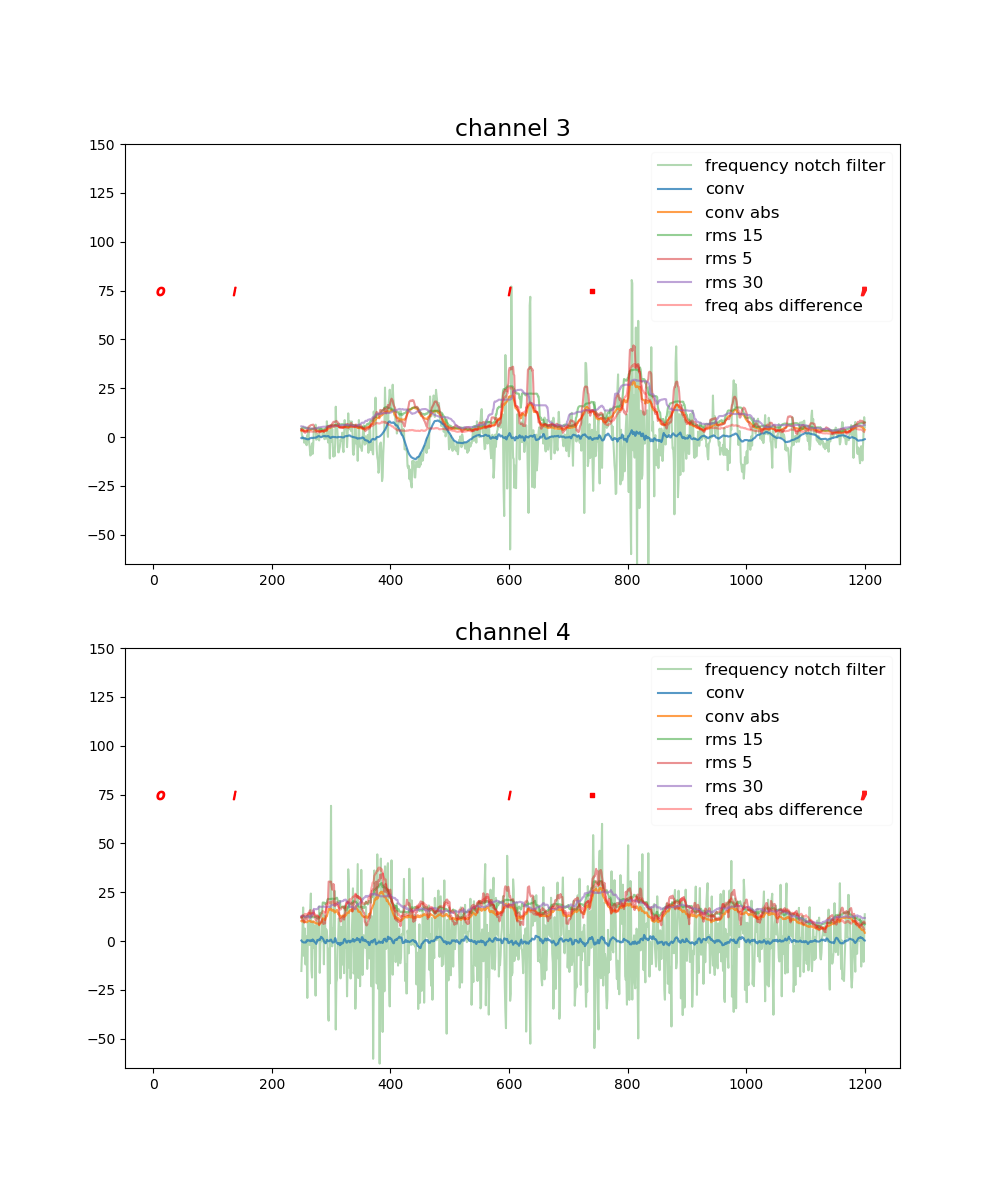 channel 3
150
125
100
75
50
25
0
−25
−50
frequency notch filter
conv
conv abs
rms 15
rms 5
rms 30
freq abs difference
o ı ı .
0 200 400 600 800 1000 1200
channel 4
150
125
100
75
50
25
0
−25
−50
frequency notch filter
conv
conv abs
rms 15
rms 5
rms 30
freq abs difference
o ı ı .
0 200 400 600 800 1000 1200